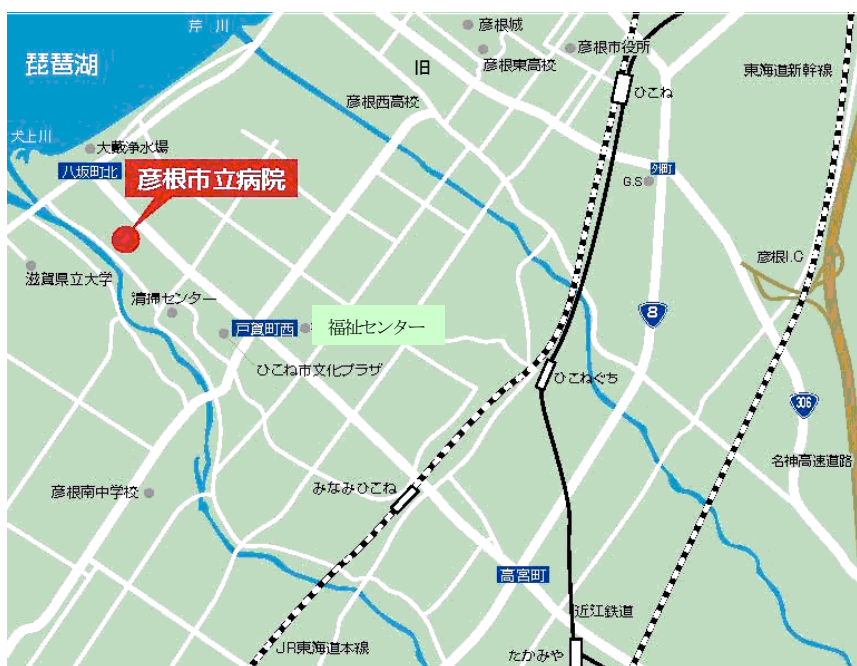 芹川
彦根城
彦根市役所
旧
彦根東高校
琵琶湖
東海道新幹線
ひこね
彦根西高校
犬上川
大藪浄水場
八坂町北
彦根市立病院
外町
G.S
滋賀県立大学
彦根I.C
清掃センター
8
戸賀町西
福祉センター
ひこね市文化プラザ
ひこねぐち
306
名神高速道路
彦根南中学校
みなみひこね
高宮町
近江鉄道
JR東海道本線
たかみや